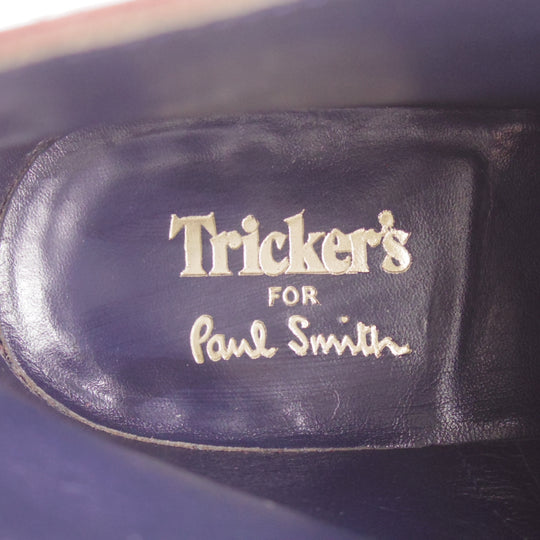 Tricker's
FOR
Paul Smith